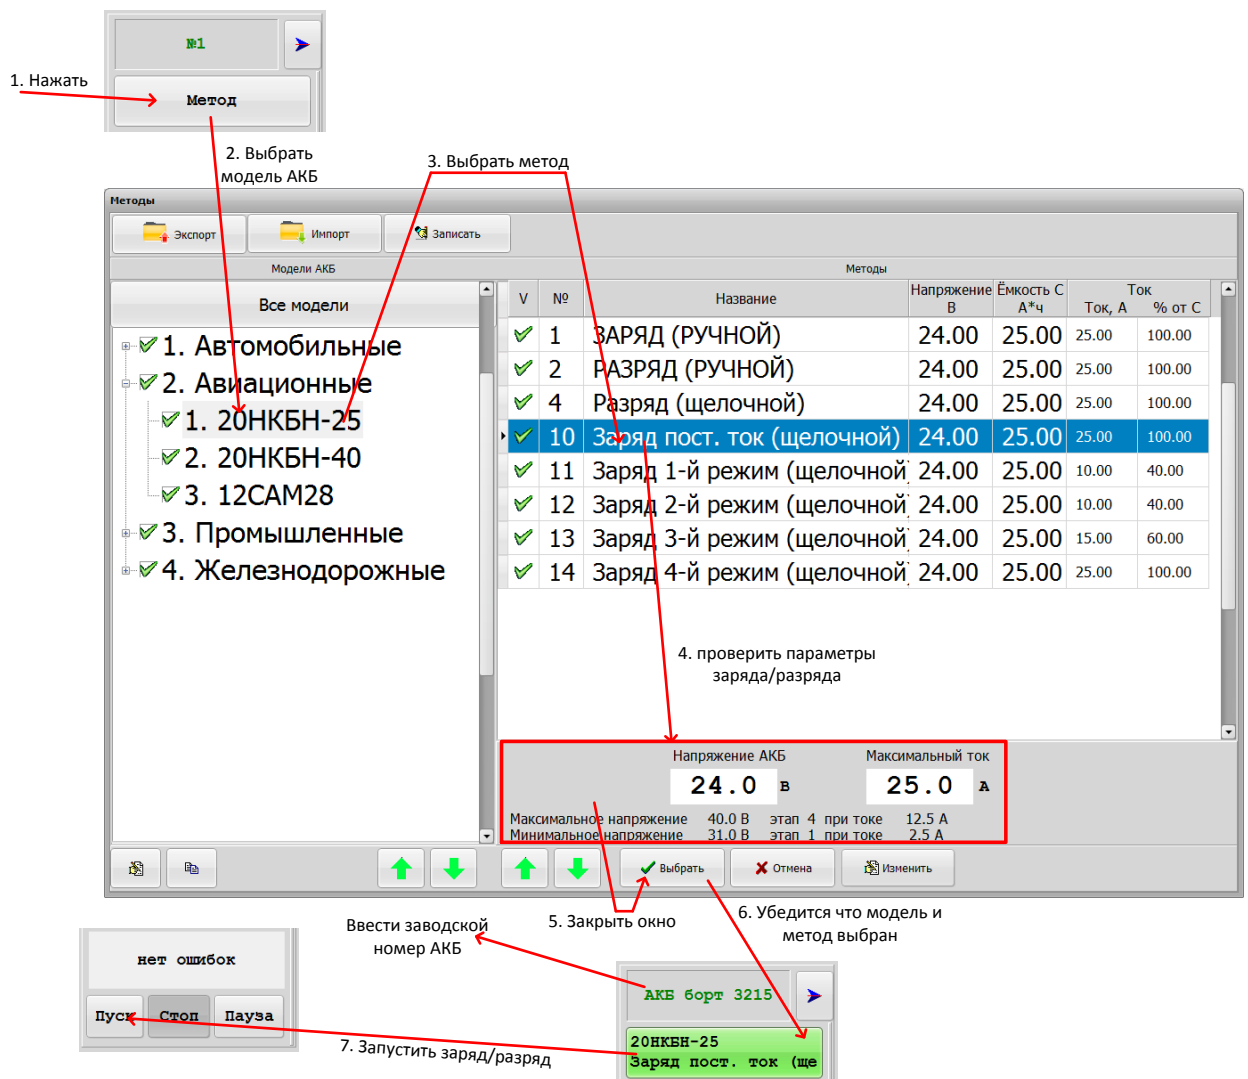 №1
1. Нажать
Метод
2. Выбрать
модель АКБ
3. Выбрать метод
Методы
Экспорт
Импорт
Записать
Модели АКБ
Методы
Все модели
V № Название Напряжение В Ёмкость С А*ч Ток Ток, А % от С
1. Автомобильные
2. Авиационные
1. 20НКБН-25
2. 20НКБН-40
3. 12САМ28
3. Промышленные
4. Железнодорожные
1 ЗАРЯД (РУЧНОЙ) 24.00 25.00 25.00 100.00
2 РАЗРЯД (РУЧНОЙ) 24.00 25.00 25.00 100.00
4 Разряд (щелочной) 24.00 25.00 25.00 100.00
10 Заряд пост. ток (щелочной) 24.00 25.00 25.00 100.00
11 Заряд 1-й режим (щелочной 24.00 25.00 10.00 40.00
12 Заряд 2-й режим (щелочной 24.00 25.00 10.00 40.00
13 Заряд 3-й режим (щелочной 24.00 25.00 15.00 60.00
14 Заряд 4-й режим (щелочной 24.00 25.00 25.00 100.00
4. проверить параметры
заряда/разряда
Напряжение АКБ Максимальный ток
24.0 В 25.0 А
Максимальное напряжение 40.0 В этап 4 при токе 12.5 А
Минимальное напряжение 31.0 В этап 1 при токе 2.5 А
Выбрать
Отмена
Изменить
5. Закрыть окно
6. Убедится что модель и
метод выбран
Ввести заводской
номер АКБ
нет ошибок
Пуск Стоп Пауза
АКБ борт 3215
20НКБН-25
Заряд пост. ток (ще
7. Запустить заряд/разряд